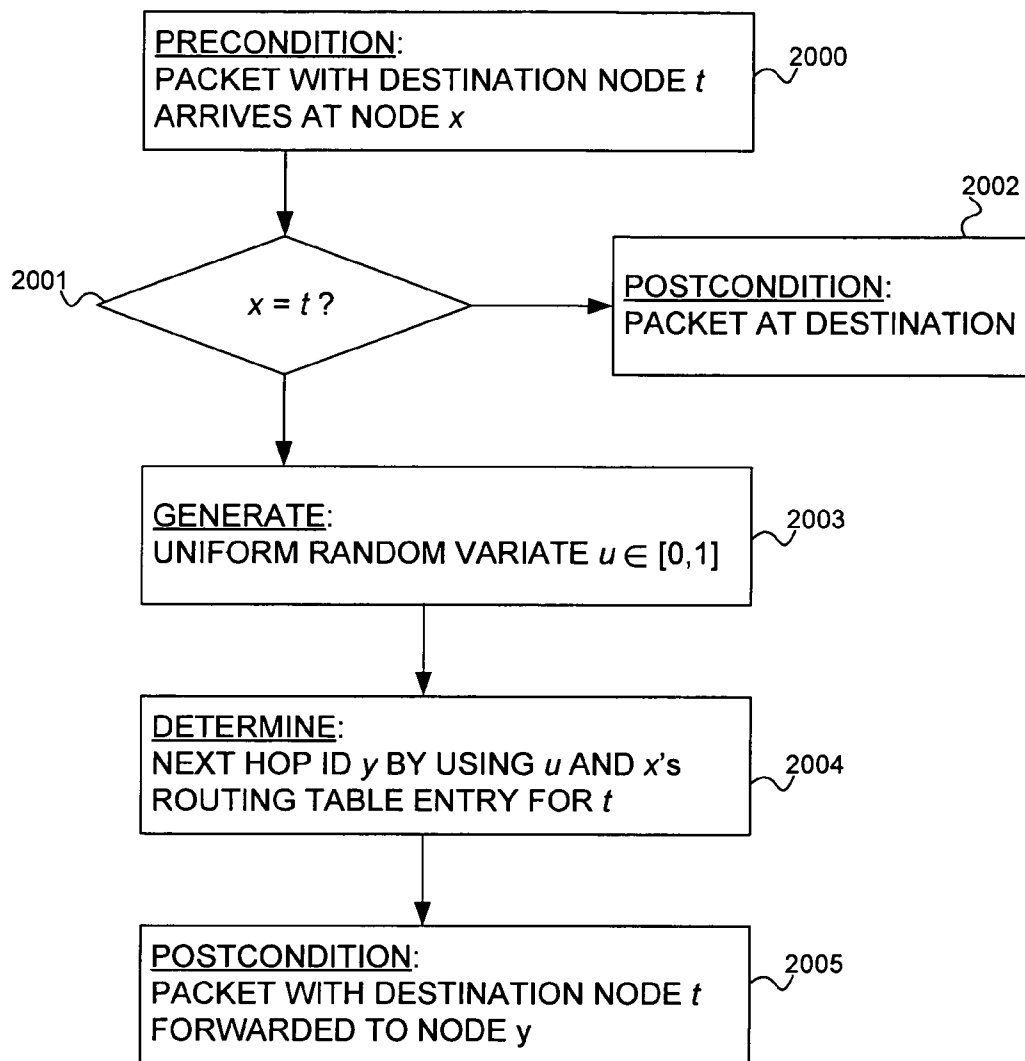 PRECONDITION:
PACKET WITH DESTINATION NODE t
ARRIVES AT NODE x
2000
2002
2001
x = t ?
POSTCONDITION:
PACKET AT DESTINATION
GENERATE:
UNIFORM RANDOM VARIATE u ∈ [0,1]
2003
DETERMINE:
NEXT HOP ID y BY USING u AND x's
ROUTING TABLE ENTRY FOR t
2004
POSTCONDITION:
PACKET WITH DESTINATION NODE t
FORWARDED TO NODE y
2005